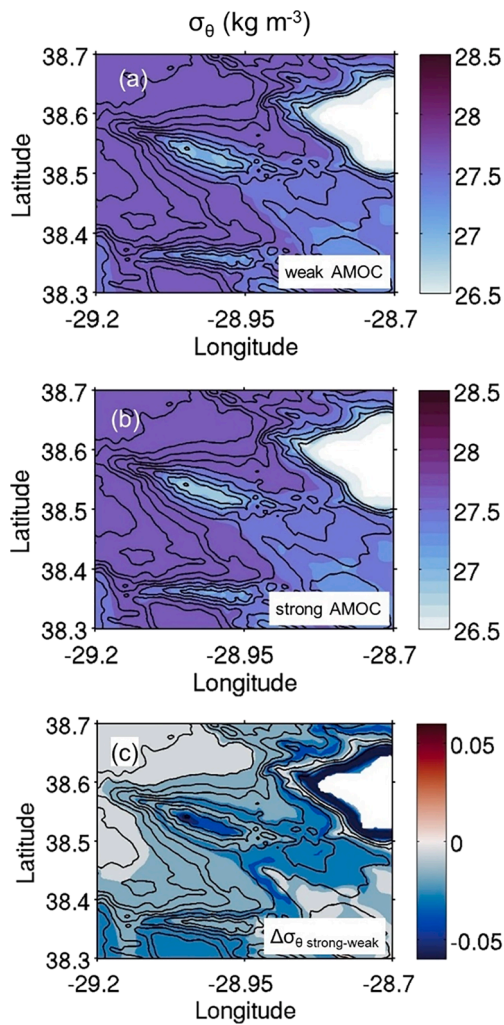 σθ (kg m-3)
38.7
38.6
38.5
38.4
38.3
Latitude
(a)
weak AMOC
-29.2
-28.95
-28.7
Longitude
28.5
28
27.5
27
26.5
38.7
38.6
38.5
38.4
38.3
Latitude
(b)
strong AMOC
-29.2
-28.95
-28.7
Longitude
28.5
28
27.5
27
26.5
38.7
38.6
38.5
38.4
38.3
Latitude
(c)
Δσθ strong-weak
-29.2
-28.95
-28.7
Longitude
0.05
0
-0.05